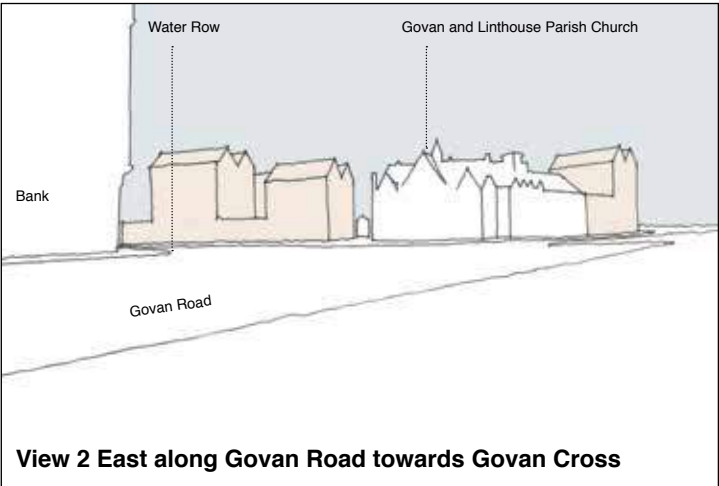 Water Row
Govan and Linthouse Parish Church
Bank
Govan Road
View 2 East along Govan Road towards Govan Cross